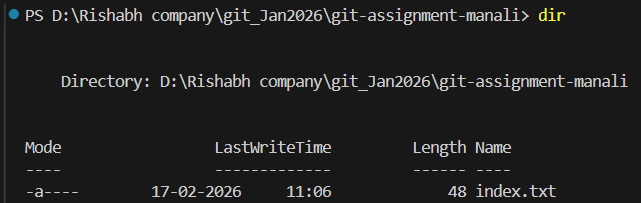 PS D:\Rishabh company\git_Jan2026\git-assignment-manali> dir
Directory: D:\Rishabh company\git_Jan2026\git-assignment-manali
Mode                 LastWriteTime         Length Name
----                 -------------         ------ ----
-a----        17-02-2026     11:06             48 index.txt